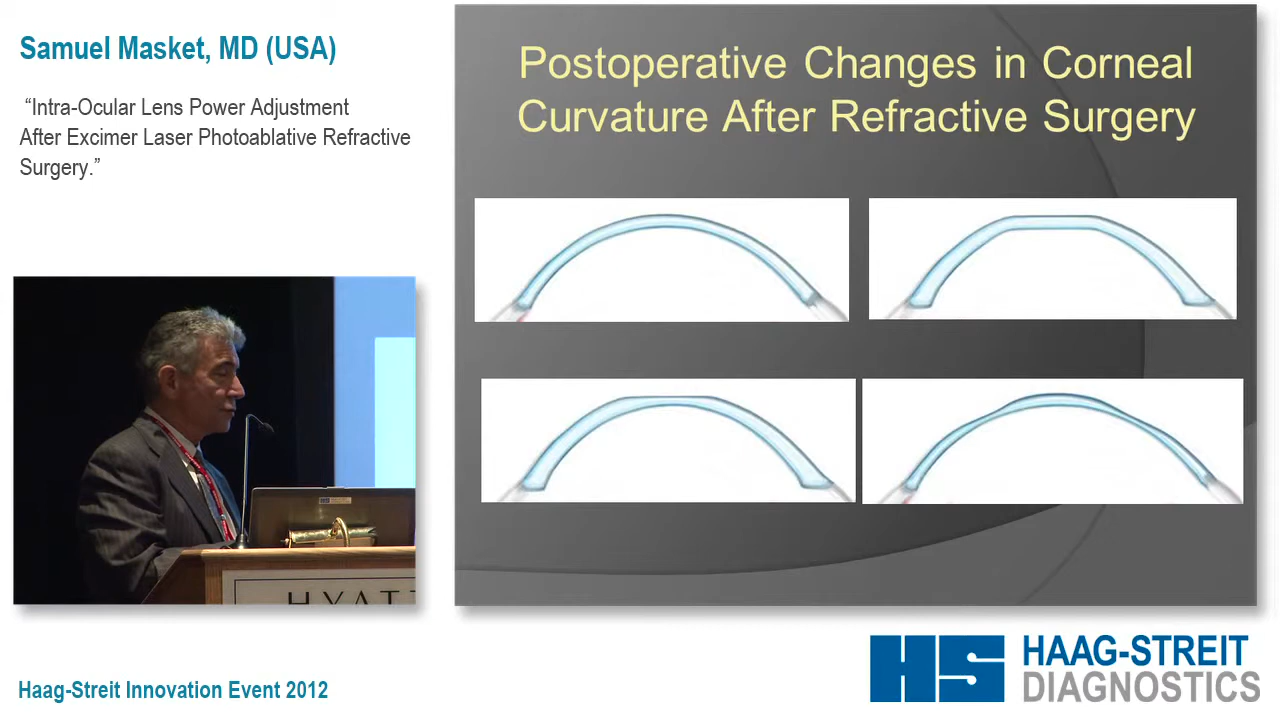 Samuel Masket, MD (USA)
“Intra-Ocular Lens Power Adjustment
After Excimer Laser Photoablative Refractive
Surgery.”
Postoperative Changes in Corneal
Curvature After Refractive Surgery
HYATT
Haag-Streit Innovation Event 2012
HS HAAG-STREIT
DIAGNOSTICS